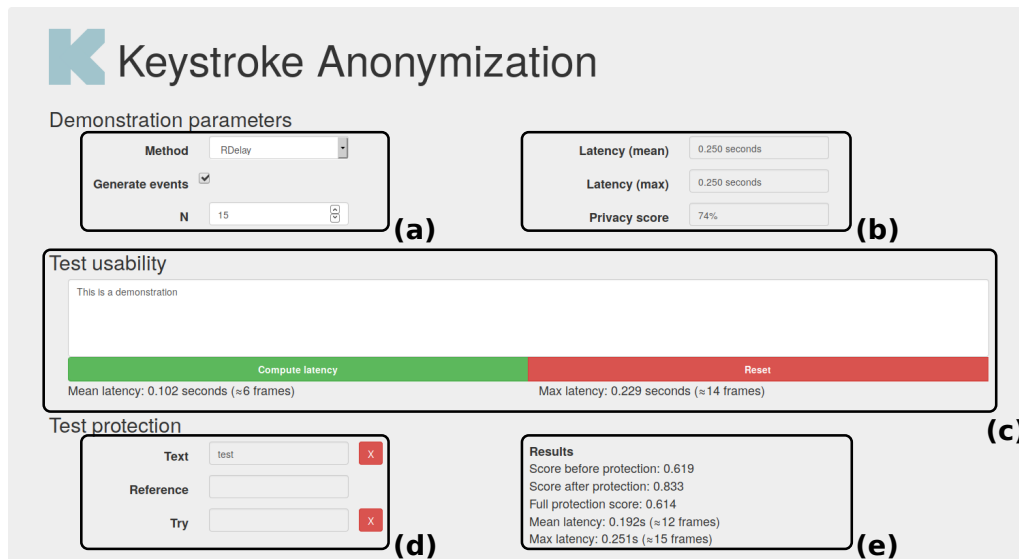 Keystroke Anonymization
Demonstration parameters
Method RDelay
Generate events
N 15
(a)
Latency (mean) 0.250 seconds
Latency (max) 0.250 seconds
Privacy score 74%
(b)
Test usability
This is a demonstration
Compute latency Reset
Mean latency: 0.102 seconds (≈6 frames) Max latency: 0.229 seconds (≈14 frames)
(c)
Test protection
Text test X
Reference
Try X
(d)
Results
Score before protection: 0.619
Score after protection: 0.833
Full protection score: 0.614
Mean latency: 0.192s (≈12 frames)
Max latency: 0.251s (≈15 frames)
(e)